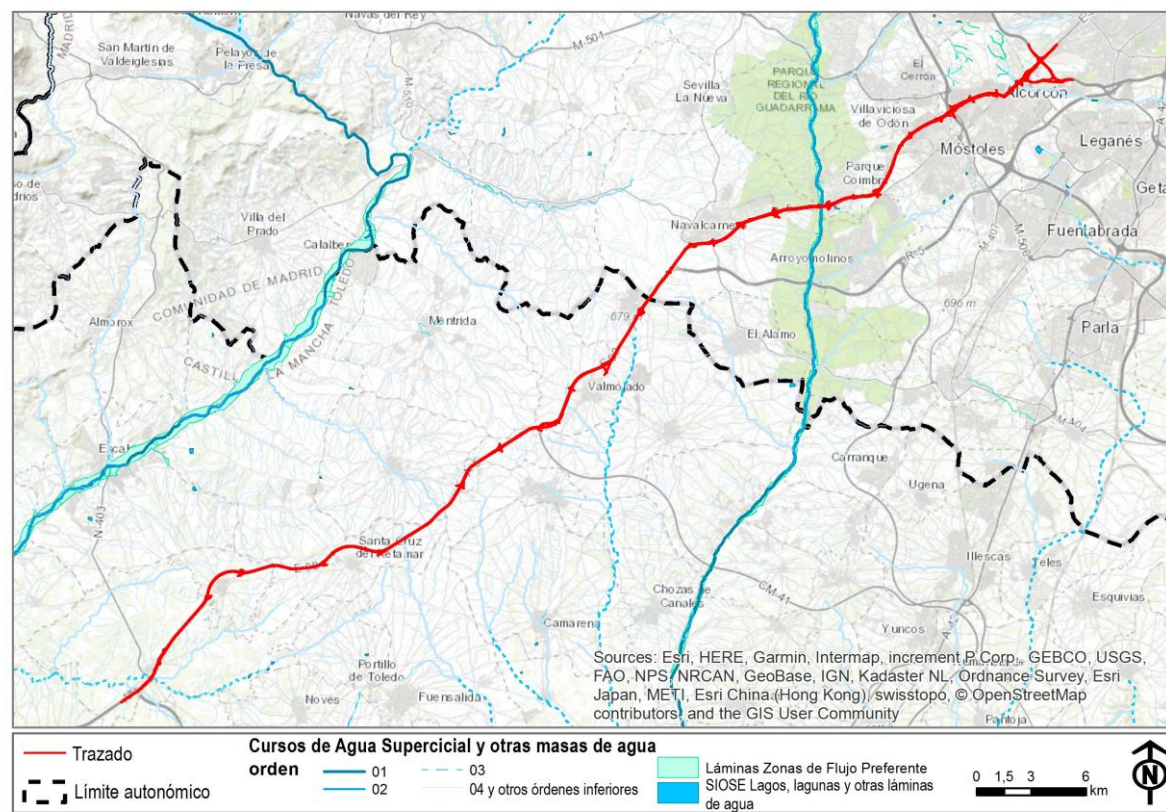 Navas del Rey
M-501
San Martín de
Valdeiglesias
Pelayos de
la Presa
MADRID
M-540
Sevilla
La Nueva
PARQUE
REGIONAL
DEL RÍO
GUADARRAMA
El
Cerrón
Villaviciosa
de Odón
Alcorcón
A-42
Leganés
Móstoles
Parque
Coimbra
Villa del
Prado
Navalcarnero
Fuenlabrada
COMUNIDAD DE MADRID
TOLEDO
M-407
M-506
R-5
Arroyomolinos
696 m
Almorox
Méntrida
679
Parla
CASTILLA
LA MANCHA
El Álamo
Valmojado
Carranque
Ugena
N-403
Santa Cruz
del Retamar
Illescas
Chozas de
Canales
CM-41
Esquivias
Camarena
Yuncos
Portillo
de Toledo
Noves
Fuensalida
Pantoja
Sources: Esri, HERE, Garmin, Intermap, increment P Corp., GEBCO, USGS,
FAO, NPS, NRCAN, GeoBase, IGN, Kadaster NL, Ordnance Survey, Esri
Japan, METI, Esri China (Hong Kong), swisstopo, © OpenStreetMap
contributors, and the GIS User Community
Trazado
Límite autonómico
Cursos de Agua Supercicial y otras masas de agua
orden
01
02
03
04 y otros órdenes inferiores
Láminas Zonas de Flujo Preferente
SIOSE Lagos, lagunas y otras láminas
de agua
0 1,5 3 6
km
N